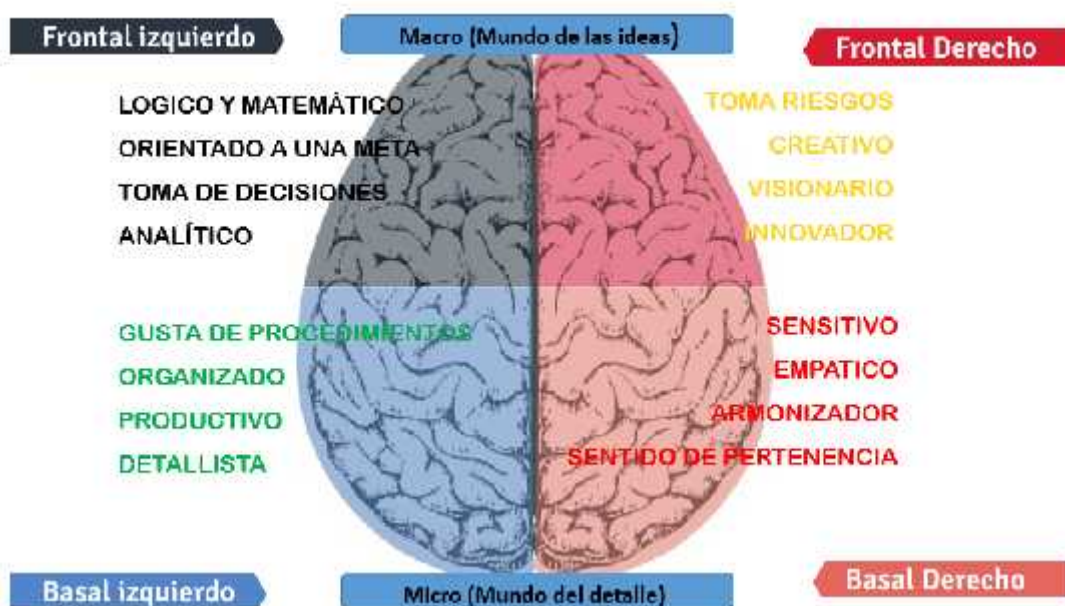 Frontal izquierdo
Macro (Mundo de las ideas)
Frontal Derecho
LOGICO Y MATEMÁTICO
ORIENTADO A UNA META
TOMA DE DECISIONES
ANALÍTICO
TOMA RIESGOS
CREATIVO
VISIONARIO
INNOVADOR
GUSTA DE PROCEDIMIENTOS
ORGANIZADO
PRODUCTIVO
DETALLISTA
SENSITIVO
EMPATICO
ARMONIZADOR
SENTIDO DE PERTENENCIA
Basal izquierdo
Micro (Mundo del detalle)
Basal Derecho